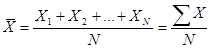 X̄ = (X₁ + X₂ + ... + X_N) / N = ∑X / N